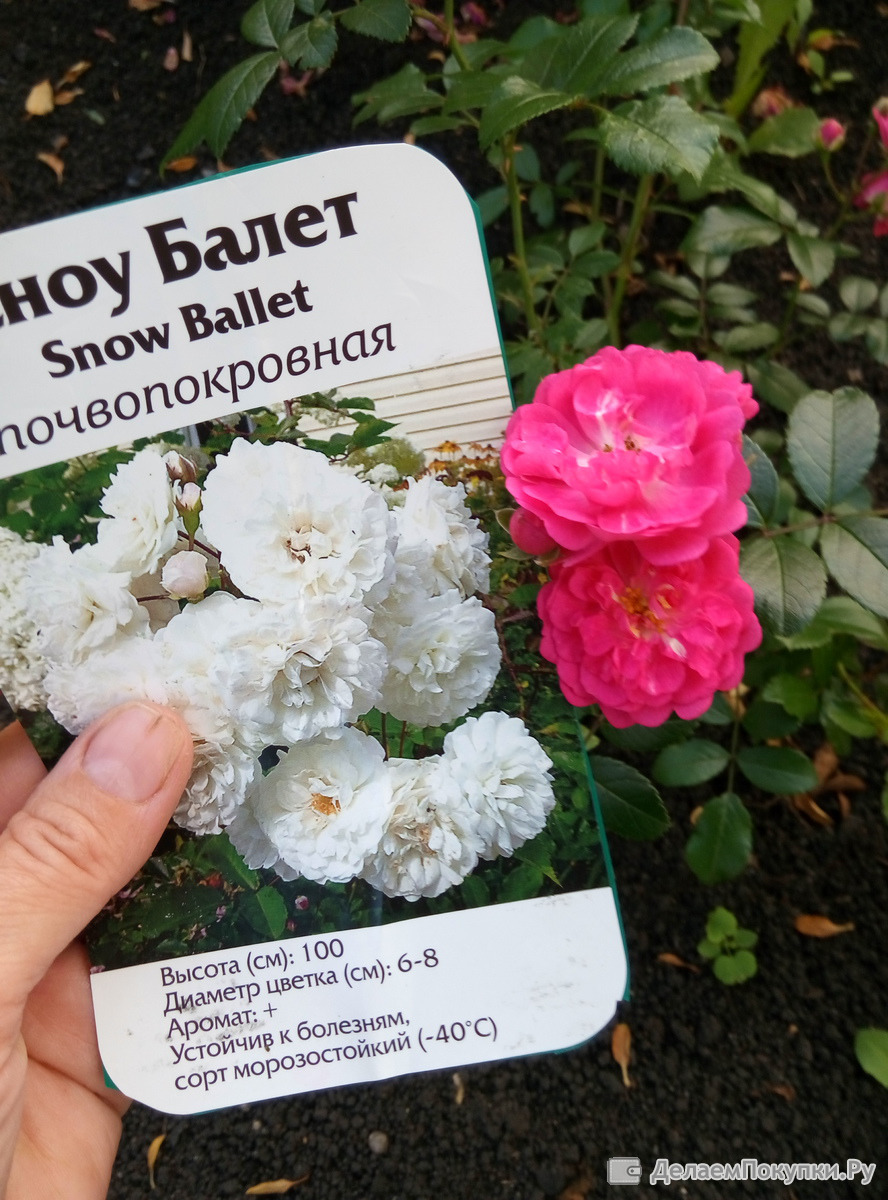 ноу Балет
Snow Ballet
почвопокровная
Высота (см): 100
Диаметр цветка (см): 6-8
Аромат: +
Устойчив к болезням,
сорт морозостойкий (-40°C)
ДелаемПокупки.Ру